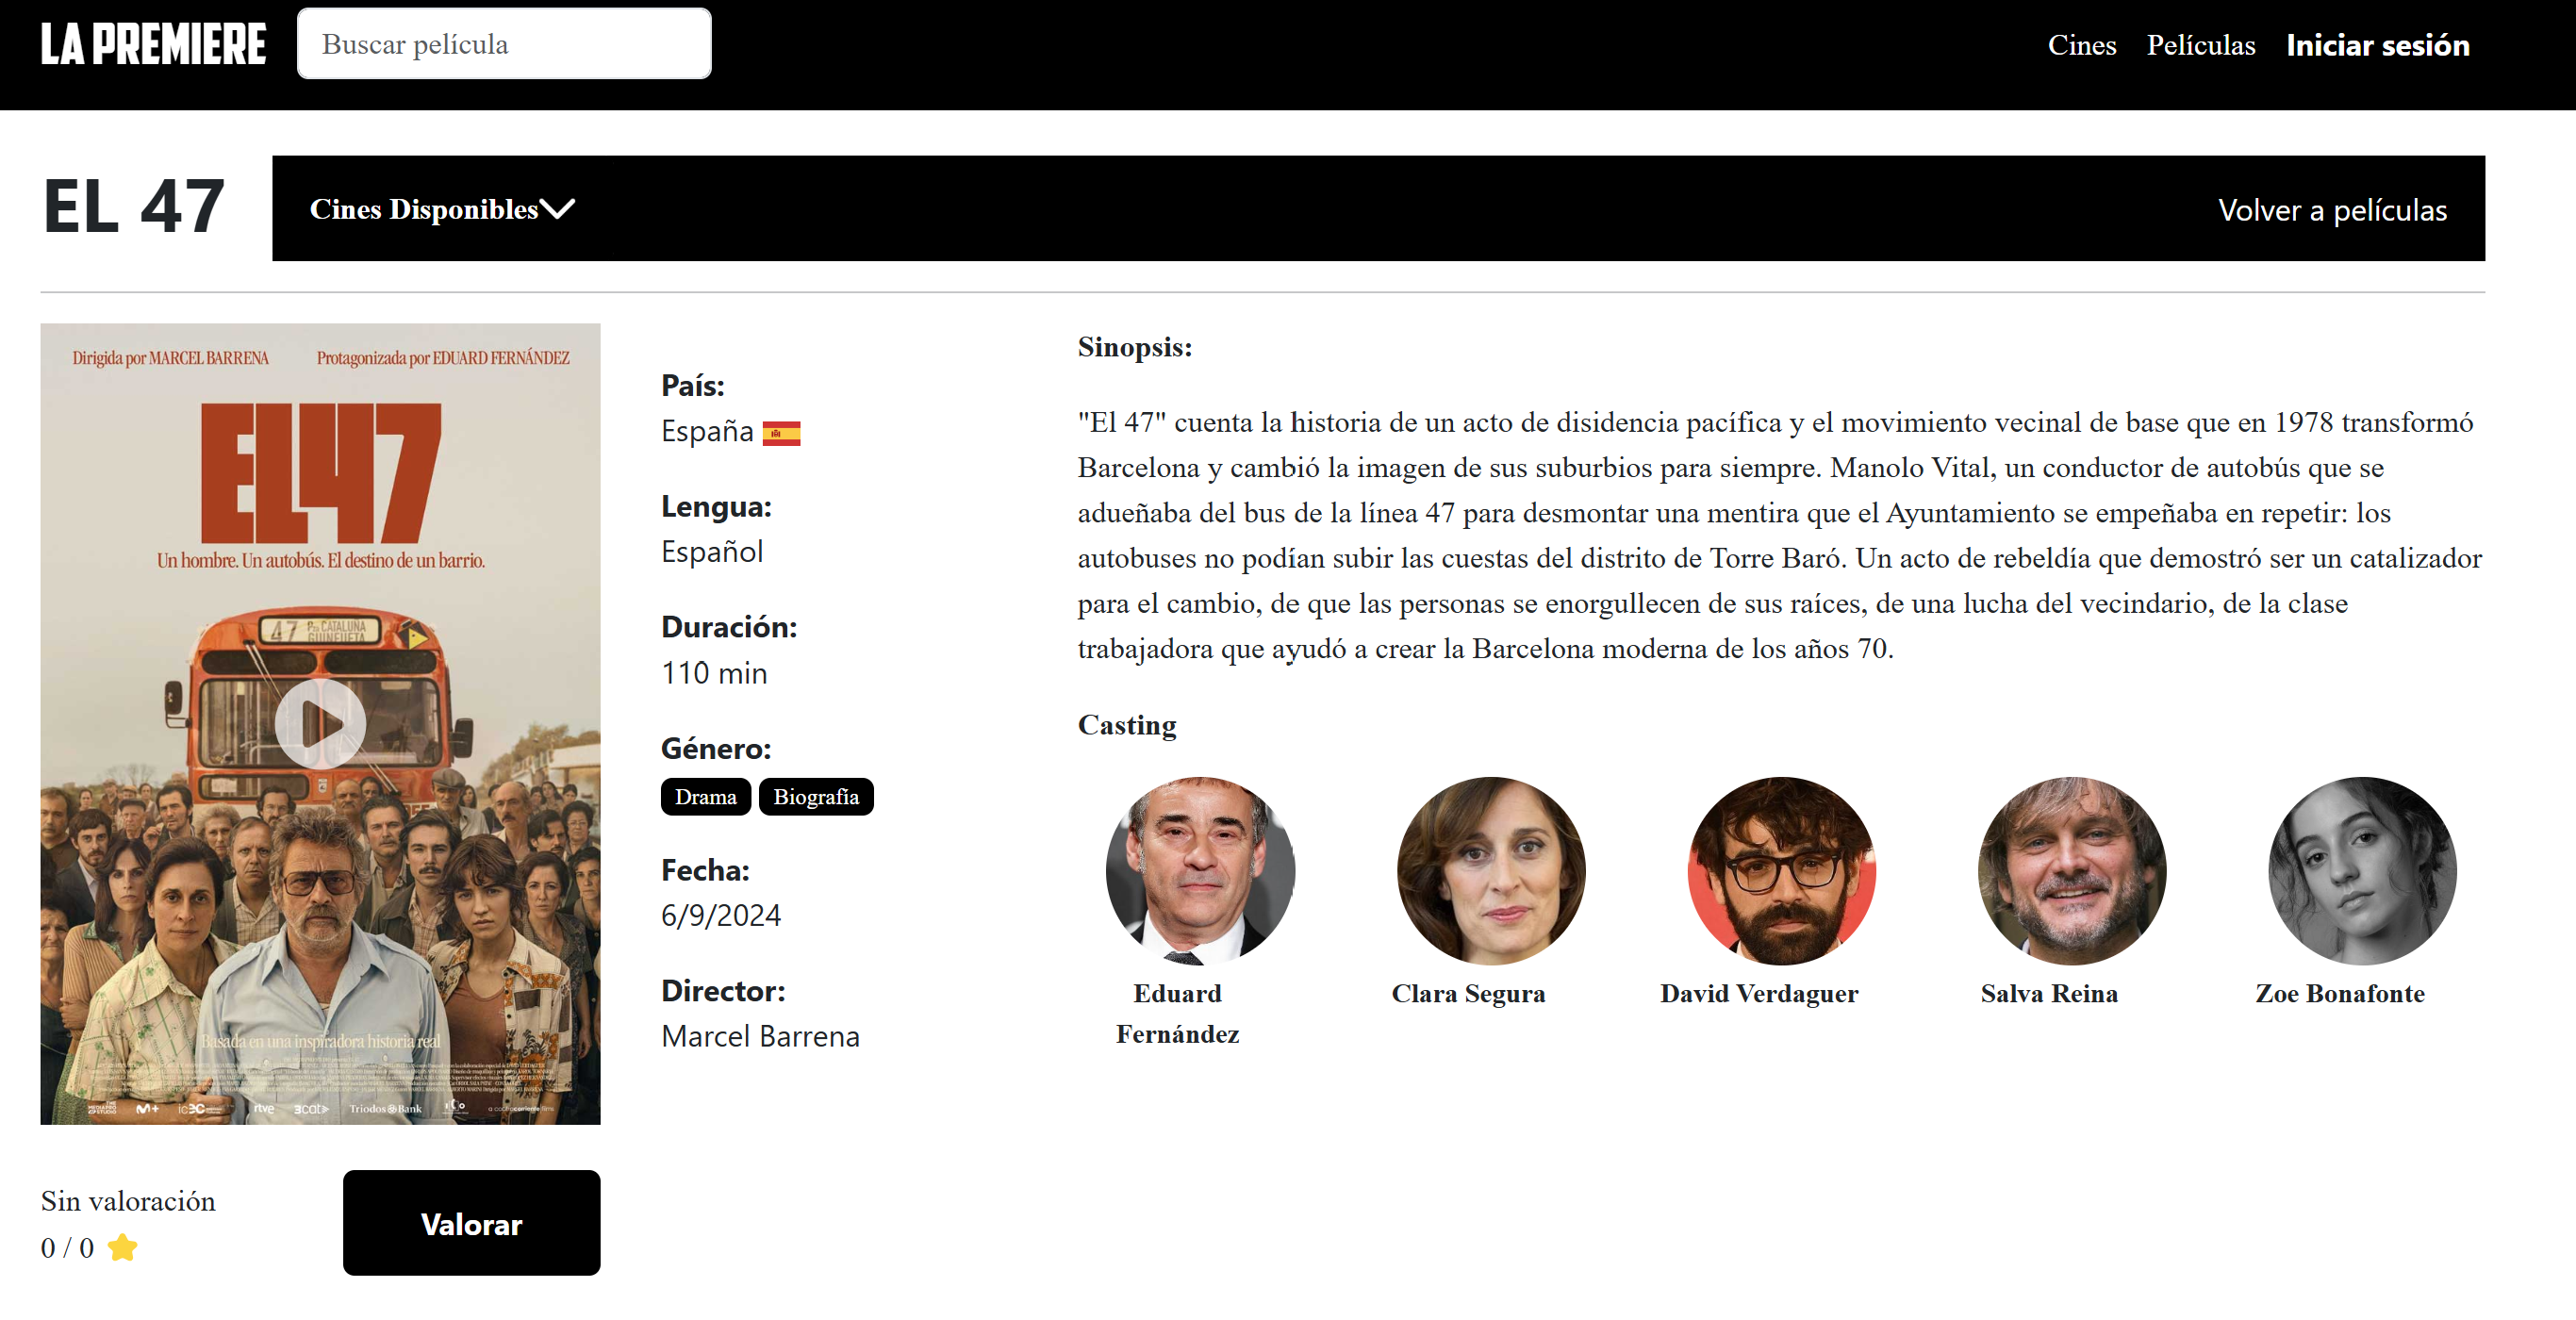 LA PREMIERE
Buscar película
Cines
Películas
Iniciar sesión
EL 47
Cines Disponibles
Volver a películas
Dirigida por MARCEL BARRENA
Protagonizada por EDUARD FERNÁNDEZ
EL47
Un hombre. Un autobús. El destino de un barrio.
47
Pza CATALUÑA
GUINEUETA
Basada en una inspiradora historia real
M+
icec
rtve
3cat
Triodos Bank
ICO
Sin valoración
0 / 0
Valorar
País:
España
Lengua:
Español
Duración:
110 min
Género:
Drama
Biografía
Fecha:
6/9/2024
Director:
Marcel Barrena
Sinopsis:
"El 47" cuenta la historia de un acto de disidencia pacífica y el movimiento vecinal de base que en 1978 transformó
Barcelona y cambió la imagen de sus suburbios para siempre. Manolo Vital, un conductor de autobús que se
adueñaba del bus de la línea 47 para desmontar una mentira que el Ayuntamiento se empeñaba en repetir: los
autobuses no podían subir las cuestas del distrito de Torre Baró. Un acto de rebeldía que demostró ser un catalizador
para el cambio, de que las personas se enorgullecen de sus raíces, de una lucha del vecindario, de la clase
trabajadora que ayudó a crear la Barcelona moderna de los años 70.
Casting
Eduard
Fernández
Clara Segura
David Verdaguer
Salva Reina
Zoe Bonafonte